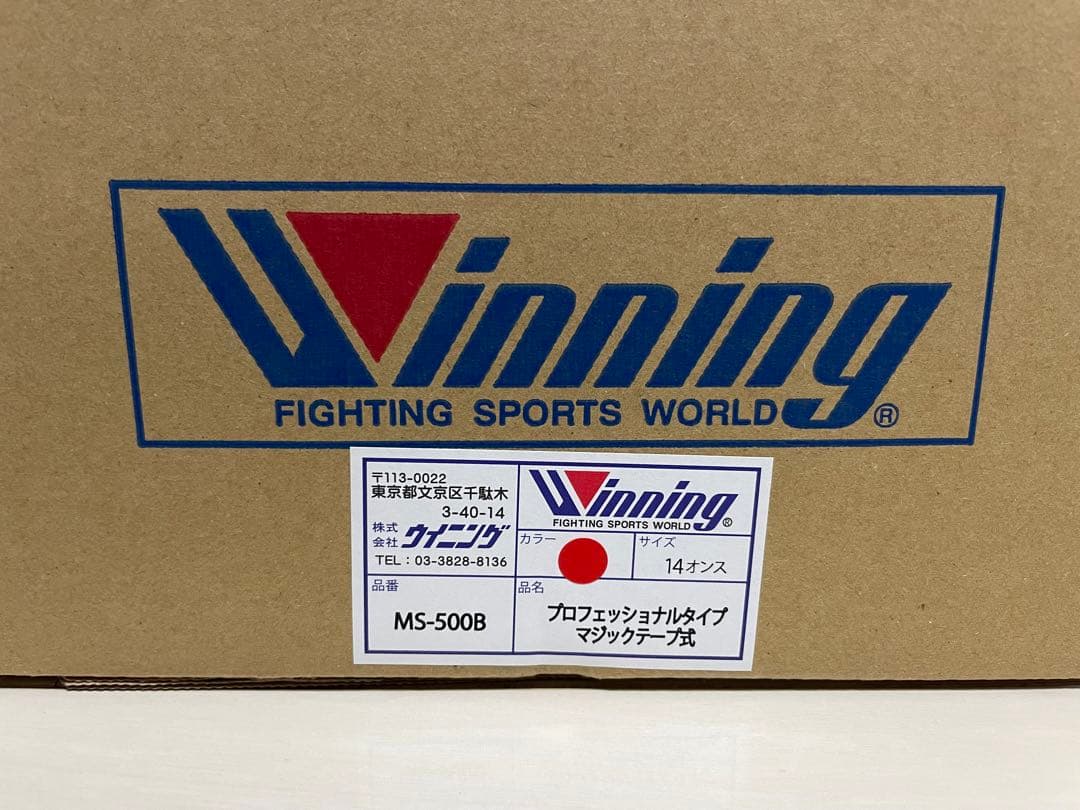 Winning
FIGHTING SPORTS WORLD®
〒113-0022
東京都文京区千駄木
3-40-14
株式会社 ウイニング
TEL：03-3828-8136
Winning
FIGHTING SPORTS WORLD®
カラー
サイズ
14オンス
品番
MS-500B
品名
プロフェッショナルタイプ
マジックテープ式